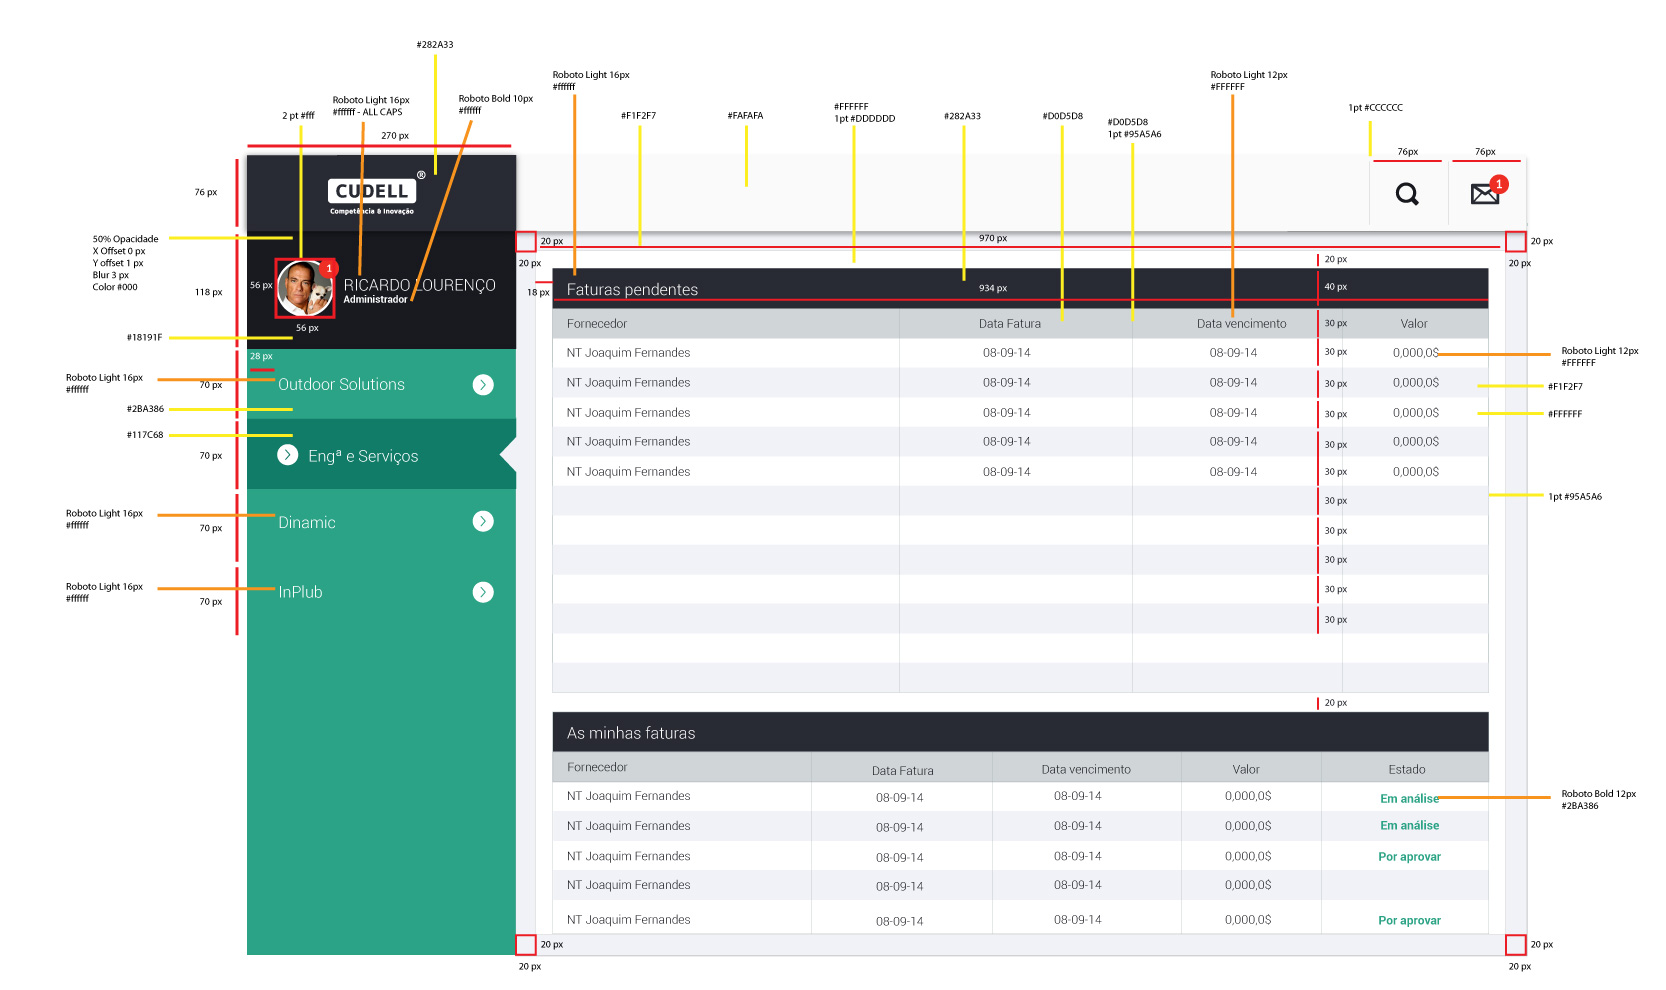 #282A33
Roboto Light 16px
#ffffff
Roboto Light 12px
#FFFFFF
Roboto Light 16px
#ffffff - ALL CAPS
Roboto Bold 10px
#ffffff
2 pt #fff
#F1F2F7
#FAFAFA
#FFFFFF
1pt #DDDDDD
#282A33
#D0D5D8
#D0D5D8
1pt #95A5A6
1pt #CCCCCC
270 px
76px
76px
76 px
CUDELL
®
Competência & Inovação
1
50% Opacidade
X Offset 0 px
Y offset 1 px
Blur 3 px
Color #000
20 px
970 px
20 px
20 px
20 px
20 px
118 px
56 px
1
RICARDO LOURENÇO
Administrador
56 px
18 px
Faturas pendentes
934 px
40 px
#18191F
Fornecedor
Data Fatura
Data vencimento
30 px
Valor
28 px
NT Joaquim Fernandes
08-09-14
08-09-14
30 px
0,000,0$
Roboto Light 12px
#FFFFFF
Roboto Light 16px
#ffffff
70 px
Outdoor Solutions
NT Joaquim Fernandes
08-09-14
08-09-14
30 px
0,000,0$
#F1F2F7
#2BA386
NT Joaquim Fernandes
08-09-14
08-09-14
30 px
0,000,0$
#FFFFFF
#117C68
NT Joaquim Fernandes
08-09-14
08-09-14
30 px
0,000,0$
70 px
Engª e Serviços
NT Joaquim Fernandes
08-09-14
08-09-14
30 px
0,000,0$
30 px
1pt #95A5A6
Roboto Light 16px
#ffffff
70 px
Dinamic
30 px
30 px
Roboto Light 16px
#ffffff
70 px
InPlub
30 px
30 px
20 px
As minhas faturas
Fornecedor
Data Fatura
Data vencimento
Valor
Estado
NT Joaquim Fernandes
08-09-14
08-09-14
0,000,0$
Em análise
Roboto Bold 12px
#2BA386
NT Joaquim Fernandes
08-09-14
08-09-14
0,000,0$
Em análise
NT Joaquim Fernandes
08-09-14
08-09-14
0,000,0$
Por aprovar
NT Joaquim Fernandes
08-09-14
08-09-14
0,000,0$
NT Joaquim Fernandes
08-09-14
08-09-14
0,000,0$
Por aprovar
20 px
20 px
20 px
20 px